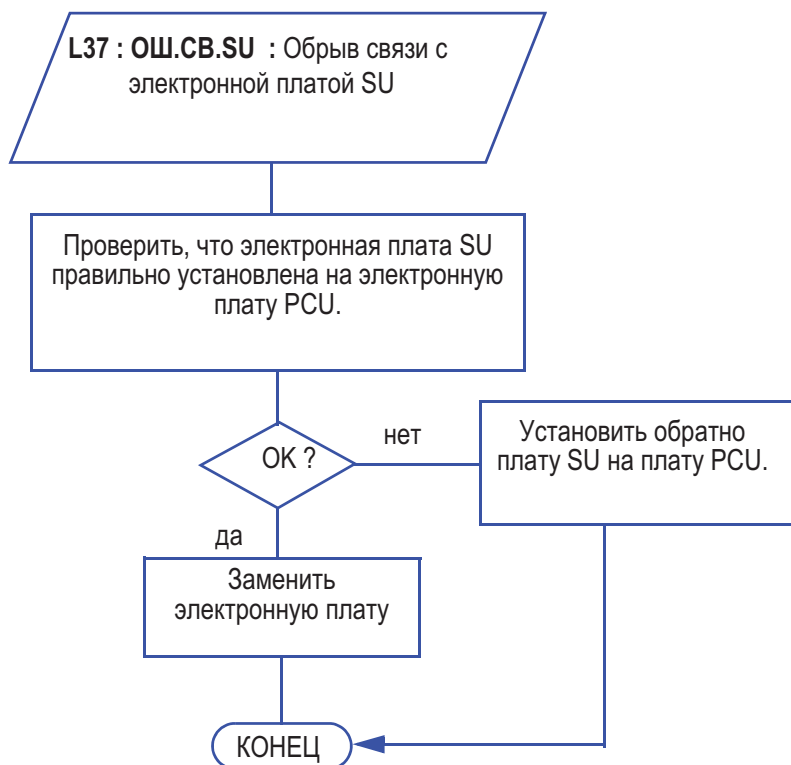 L37 : ОШ.СВ.SU : Обрыв связи с
электронной платой SU
Проверить, что электронная плата SU
правильно установлена на электронную
плату PCU.
OK ?
нет
Установить обратно
плату SU на плату PCU.
да
Заменить
электронную плату
КОНЕЦ